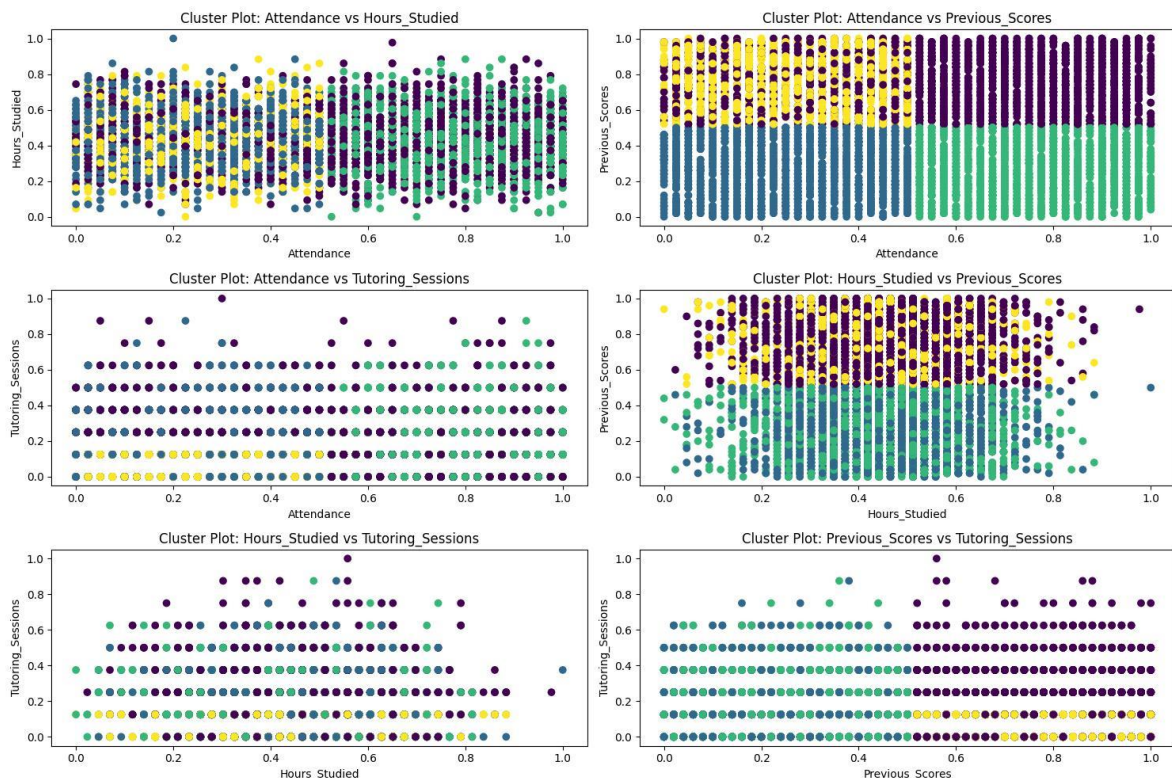 Cluster Plot: Attendance vs Hours_Studied
Hours_Studied
1.0
0.8
0.6
0.4
0.2
0.0
0.0 0.2 0.4 0.6 0.8 1.0
Attendance
Cluster Plot: Attendance vs Previous_Scores
Previous_Scores
1.0
0.8
0.6
0.4
0.2
0.0
0.0 0.2 0.4 0.6 0.8 1.0
Attendance
Cluster Plot: Attendance vs Tutoring_Sessions
Tutoring_Sessions
1.0
0.8
0.6
0.4
0.2
0.0
0.0 0.2 0.4 0.6 0.8 1.0
Attendance
Cluster Plot: Hours_Studied vs Previous_Scores
Previous_Scores
1.0
0.8
0.6
0.4
0.2
0.0
0.0 0.2 0.4 0.6 0.8 1.0
Hours_Studied
Cluster Plot: Hours_Studied vs Tutoring_Sessions
Tutoring_Sessions
1.0
0.8
0.6
0.4
0.2
0.0
0.0 0.2 0.4 0.6 0.8 1.0
Hours_Studied
Cluster Plot: Previous_Scores vs Tutoring_Sessions
Tutoring_Sessions
1.0
0.8
0.6
0.4
0.2
0.0
0.0 0.2 0.4 0.6 0.8 1.0
Previous_Scores